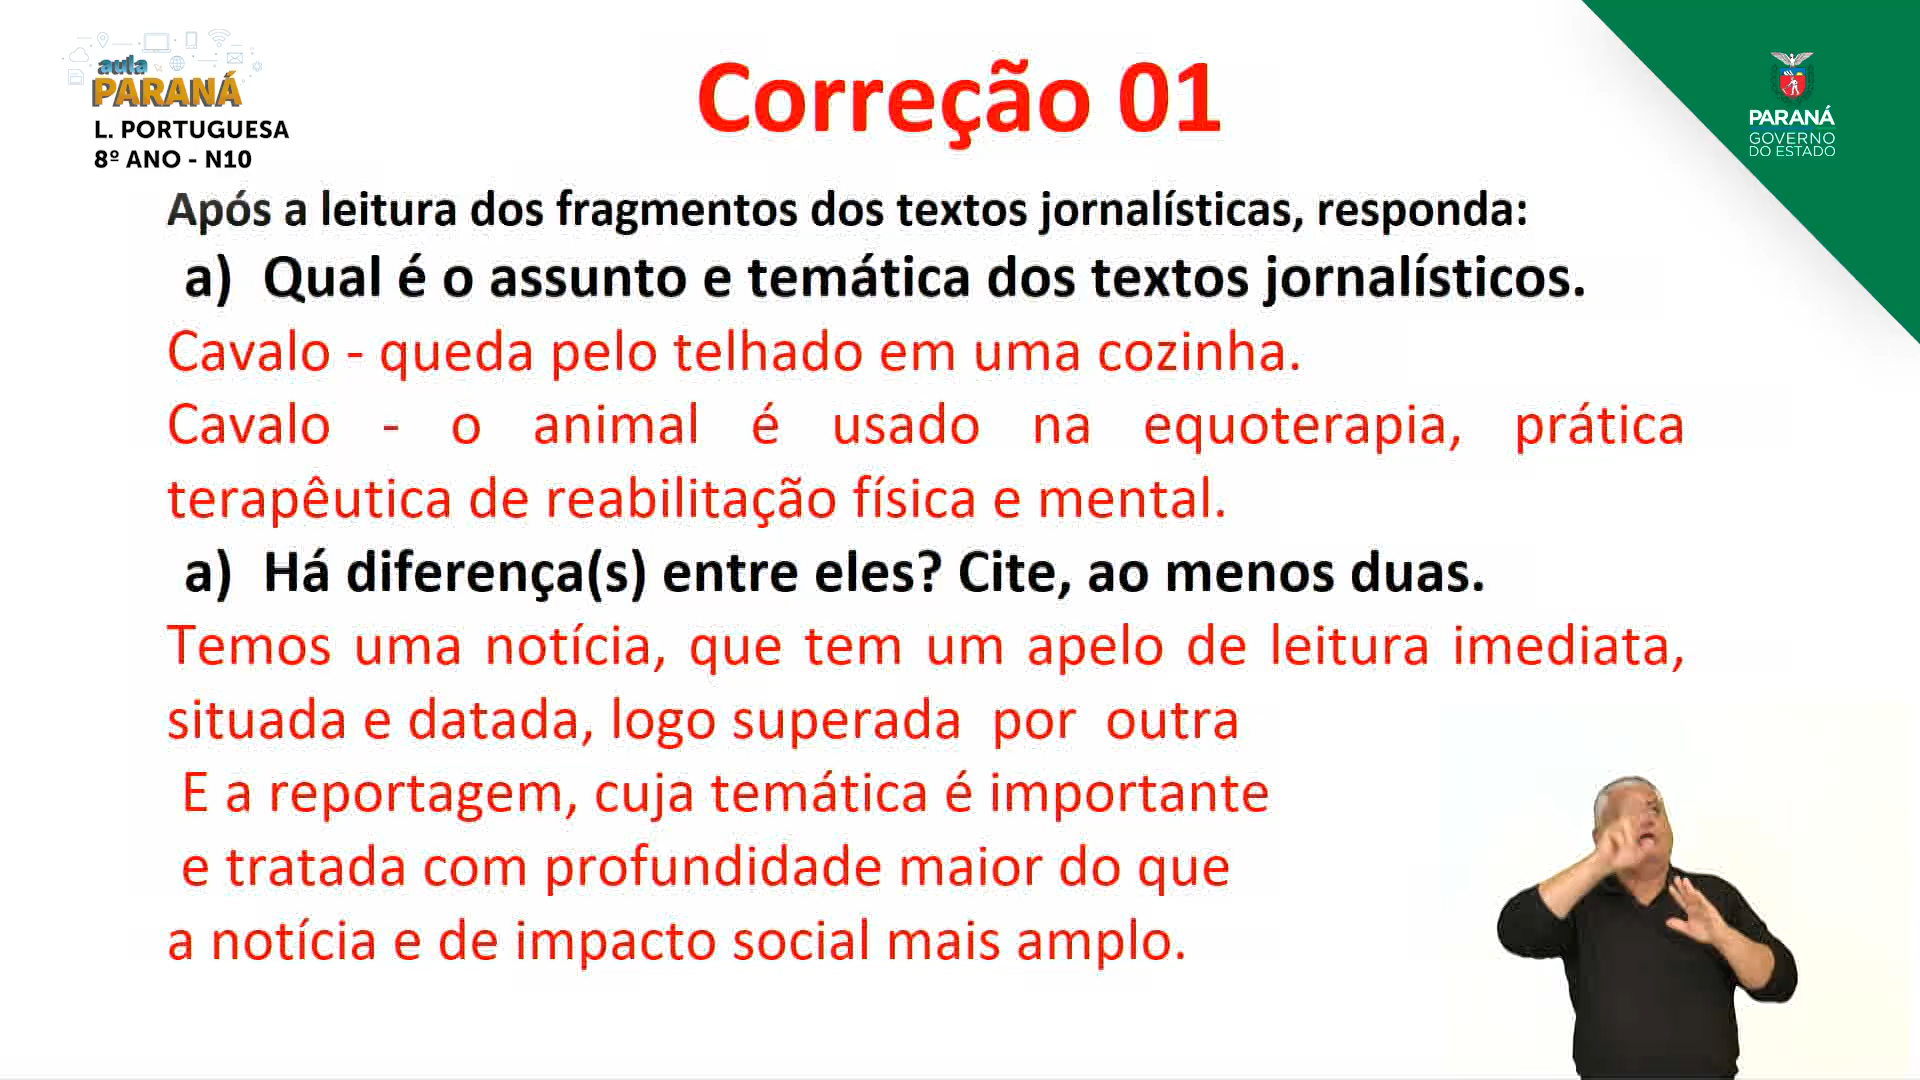 aula
PARANÁ
L. PORTUGUESA
8º ANO - N10
Correção 01
PARANÁ
GOVERNO
DO ESTADO
Após a leitura dos fragmentos dos textos jornalísticas, responda:
a) Qual é o assunto e temática dos textos jornalísticos.
Cavalo - queda pelo telhado em uma cozinha.
Cavalo - o animal é usado na equoterapia, prática
terapêutica de reabilitação física e mental.
a) Há diferença(s) entre eles? Cite, ao menos duas.
Temos uma notícia, que tem um apelo de leitura imediata,
situada e datada, logo superada por outra
E a reportagem, cuja temática é importante
e tratada com profundidade maior do que
a notícia e de impacto social mais amplo.